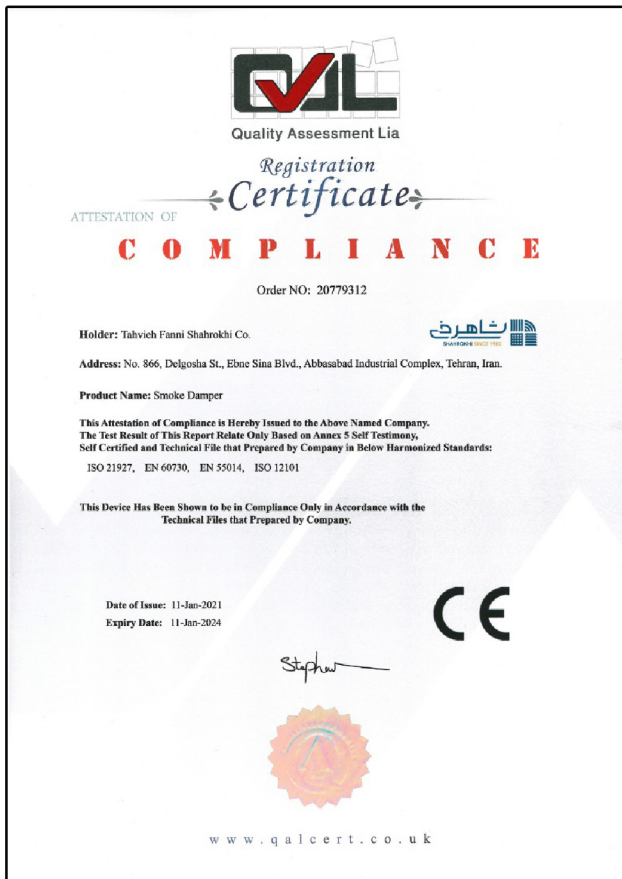 QAL
Quality Assessment Lia
Registration
Certificate
ATTESTATION OF
COMPLIANCE
Order NO: 20779312
Holder: Tahvieh Fanni Shahrokhi Co.
شاهرخی
SHAHROKHI SINCE 1962
Address: No. 866, Delgosha St., Ebne Sina Blvd., Abbasabad Industrial Complex, Tehran, Iran.
Product Name: Smoke Damper
This Attestation of Compliance is Hereby Issued to the Above Named Company.
The Test Result of This Report Relate Only Based on Annex 5 Self Testimony,
Self Certified and Technical File that Prepared by Company in Below Harmonized Standards:
ISO 21927, EN 60730, EN 55014, ISO 12101
This Device Has Been Shown to be in Compliance Only in Accordance with the
Technical Files that Prepared by Company.
Date of Issue: 11-Jan-2021
Expiry Date: 11-Jan-2024
CE
Stephen
www.qalcert.co.uk